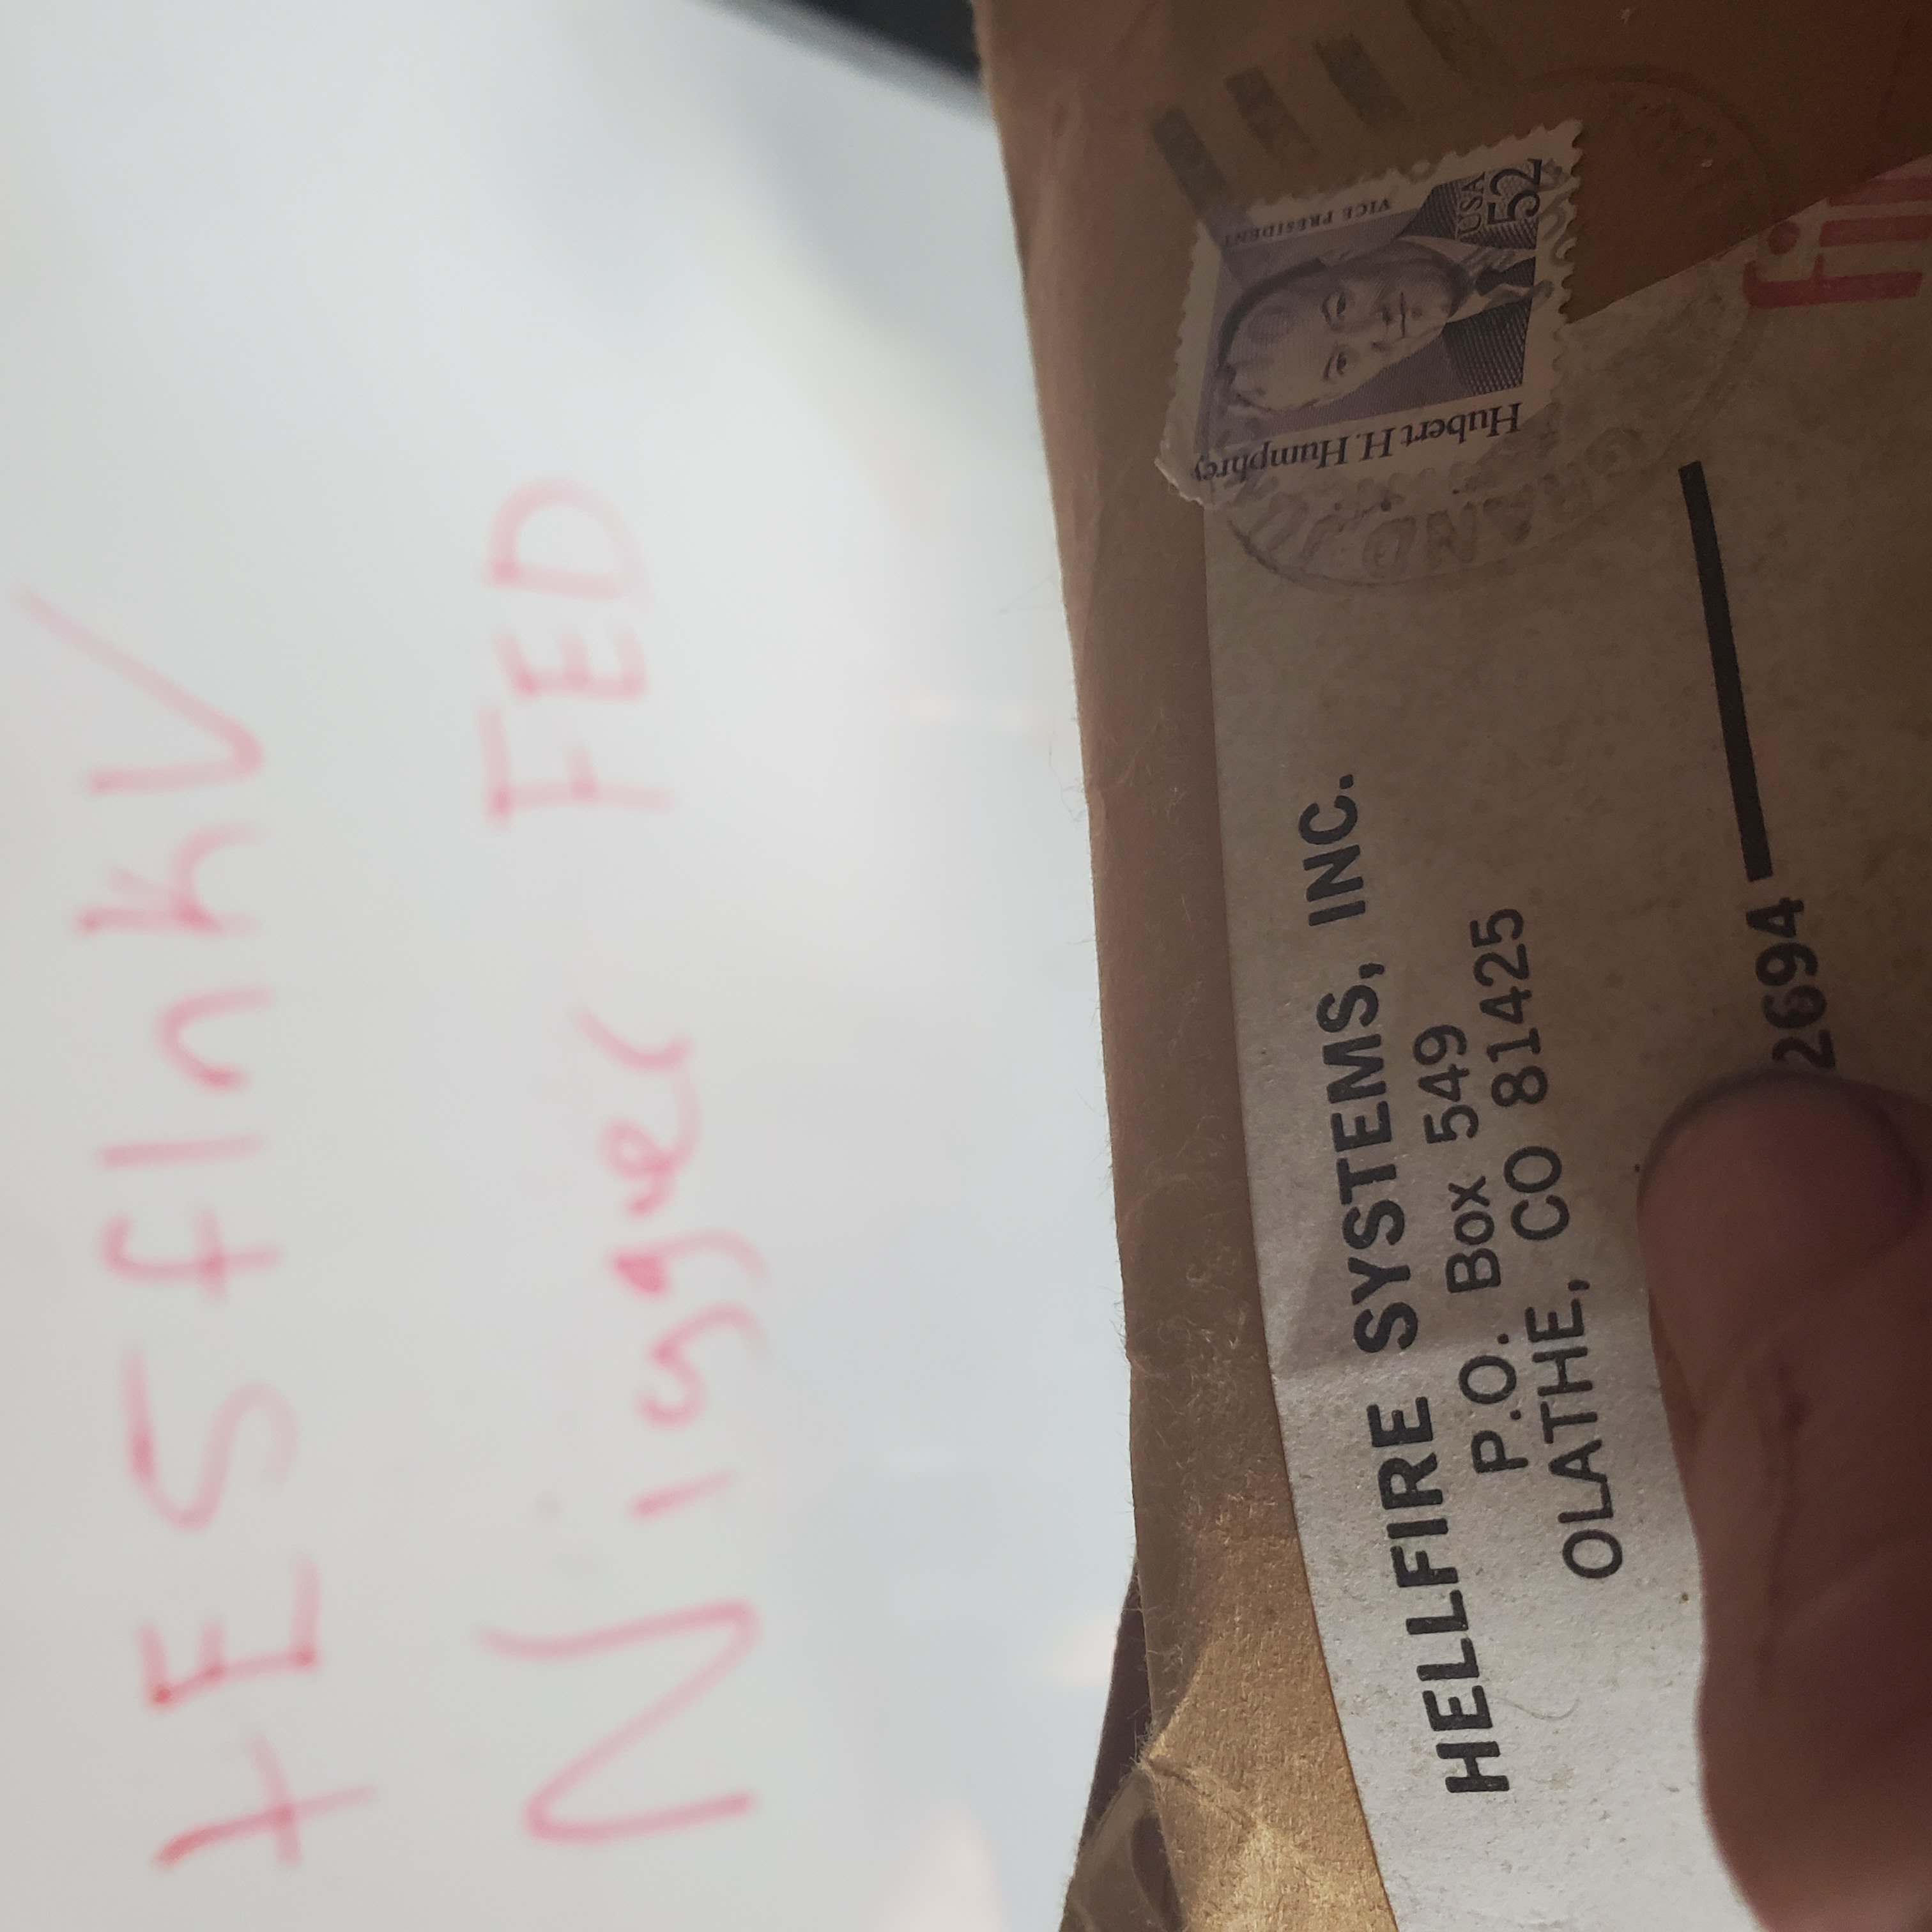 tESfInkV
Nigger FED
Hubert H. Humphrey
VICE PRESIDENT
USA
52
HELLFIRE SYSTEMS, INC.
P.O. Box 549
OLATHE, CO 81425
2694